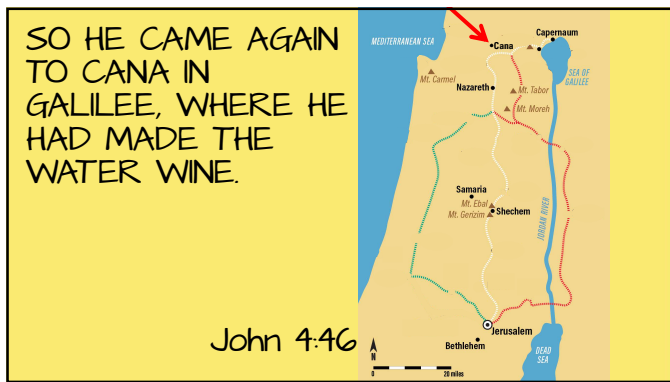 SO HE CAME AGAIN
TO CANA IN
GALILEE, WHERE HE
HAD MADE THE
WATER WINE.
John 4:46
MEDITERRANEAN SEA
Cana
Capernaum
SEA OF
GALILEE
Mt. Carmel
Nazareth
Mt. Tabor
Mt. Moreh
Samaria
Mt. Ebal
Mt. Gerizim
Shechem
JORDAN RIVER
Jerusalem
Bethlehem
DEAD
SEA
N
0
20 miles